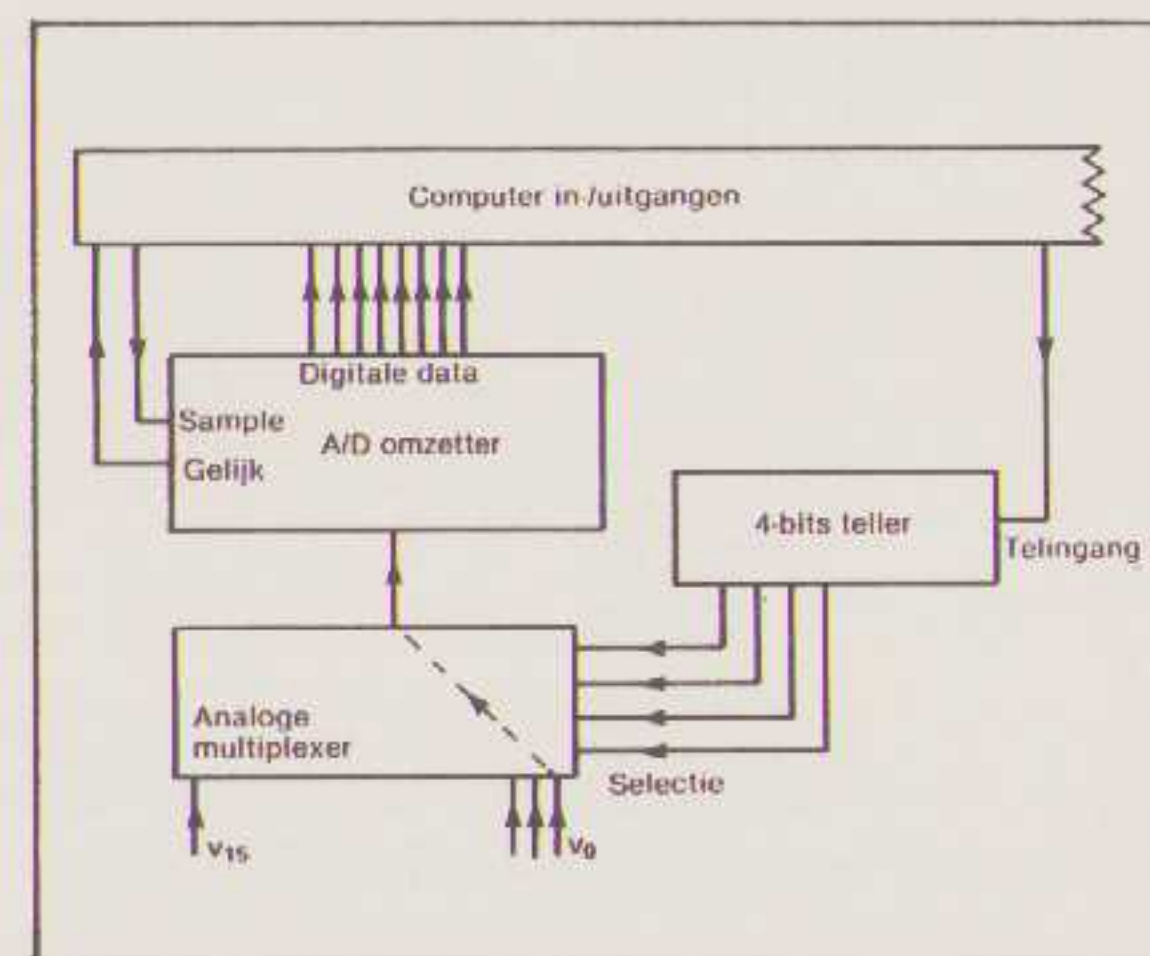 Computer in-/uitgangen
Digitale data
Sample
A/D omzetter
Gelijk
4-bits teller
Telingang
Analoge
multiplexer
Selectie
v15
v0